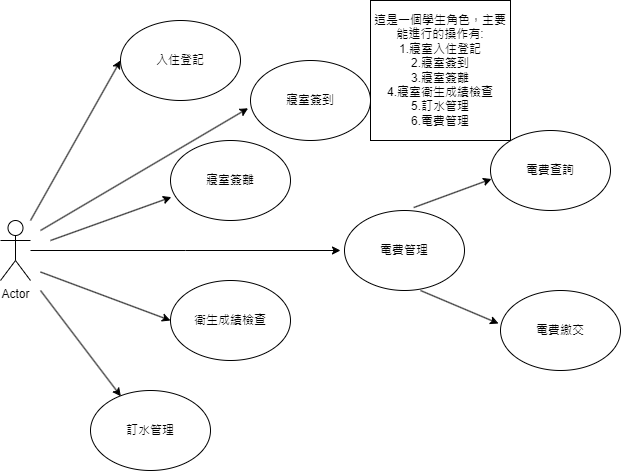 這是一個學生角色，主要
能進行的操作有:
1.寢室入住登記
2.寢室簽到
3.寢室簽離
4.寢室衛生成績檢查
5.訂水管理
6.電費管理
入住登記
寢室簽到
寢室簽離
電費查詢
電費管理
Actor
衛生成績檢查
電費繳交
訂水管理